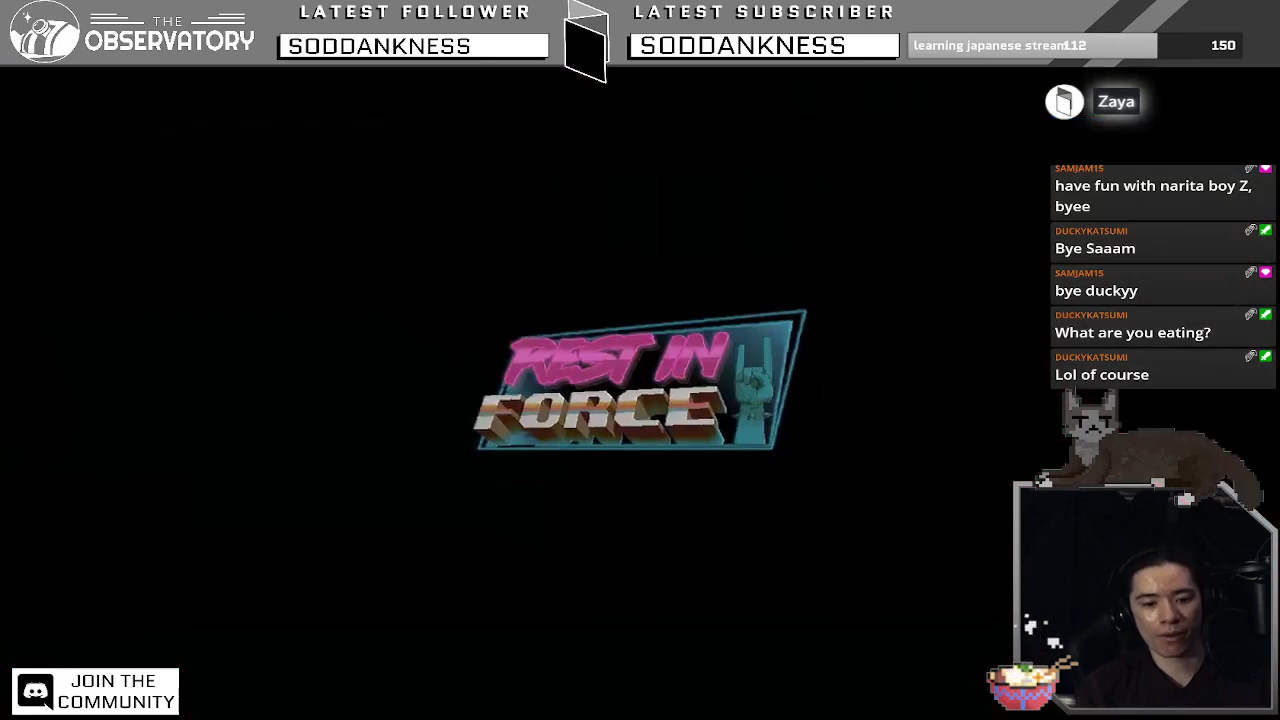 THE
OBSERVATORY
LATEST FOLLOWER
SODDANKNESS
LATEST SUBSCRIBER
SODDANKNESS
learning japanese stream
112
150
Zaya
SAMJAM15
have fun with narita boy Z,
byee
DUCKYKATSUMI
Bye Saaam
SAMJAM15
bye duckyy
DUCKYKATSUMI
What are you eating?
DUCKYKATSUMI
Lol of course
REST IN
FORCE
JOIN THE
COMMUNITY